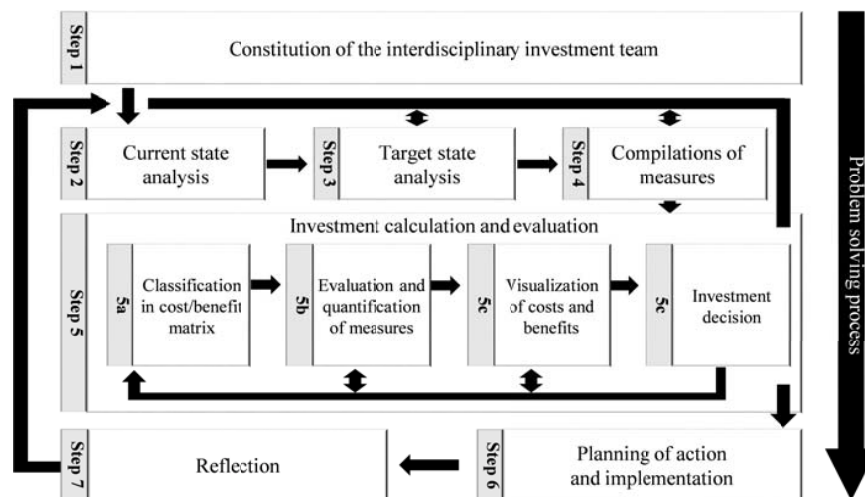 Step 1
Constitution of the interdisciplinary investment team
Step 2
Current state
analysis
Step 3
Target state
analysis
Step 4
Compilations of
measures
Step 5
Investment calculation and evaluation
5a
Classification
in cost/benefit
matrix
5b
Evaluation and
quantification
of measures
5c
Visualization
of costs and
benefits
5c
Investment
decision
Step 7
Reflection
Step 6
Planning of action
and implementation
Problem solving process